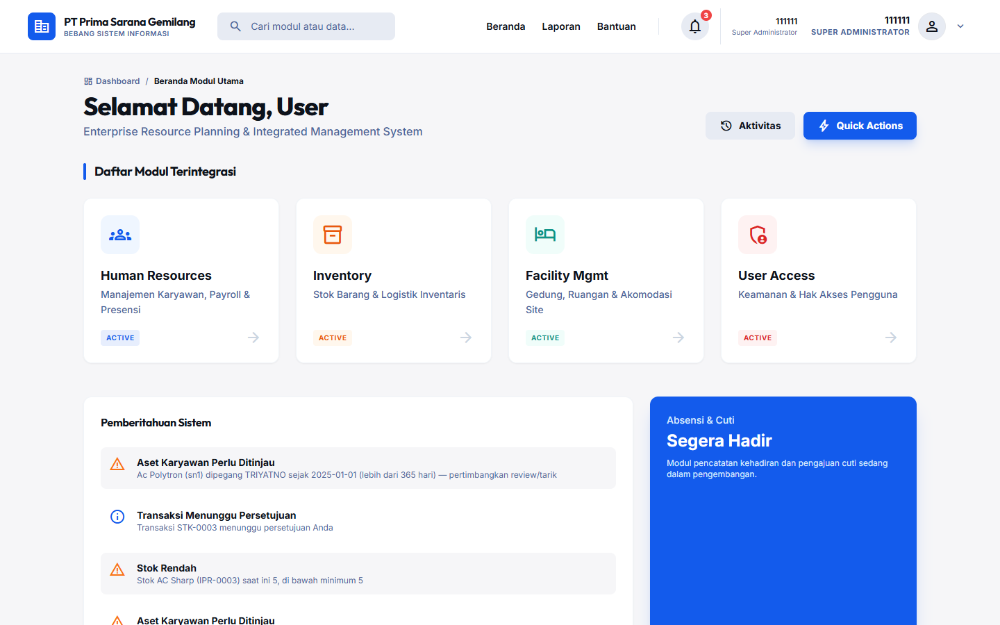 PT Prima Sarana Gemilang
BEBANG SISTEM INFORMASI
Cari modul atau data...
Beranda
Laporan
Bantuan
3
111111
Super Administrator
111111
SUPER ADMINISTRATOR
Dashboard / Beranda Modul Utama
Selamat Datang, User
Enterprise Resource Planning & Integrated Management System
Aktivitas
Quick Actions
Daftar Modul Terintegrasi
Human Resources
Manajemen Karyawan, Payroll &
Presensi
ACTIVE
Inventory
Stok Barang & Logistik Inventaris
ACTIVE
Facility Mgmt
Gedung, Ruangan & Akomodasi
Site
ACTIVE
User Access
Keamanan & Hak Akses Pengguna
ACTIVE
Pemberitahuan Sistem
Aset Karyawan Perlu Ditinjau
Ac Polytron (sn1) dipegang TRIYATNO sejak 2025-01-01 (lebih dari 365 hari) — pertimbangkan review/tarik
Transaksi Menunggu Persetujuan
Transaksi STK-0003 menunggu persetujuan Anda
Stok Rendah
Stok AC Sharp (IPR-0003) saat ini 5, di bawah minimum 5
Aset Karyawan Perlu Ditinjau
Absensi & Cuti
Segera Hadir
Modul pencatatan kehadiran dan pengajuan cuti sedang
dalam pengembangan.